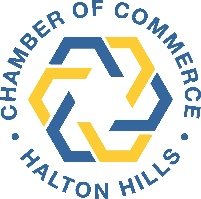 CHAMBER OF COMMERCE
• HALTON HILLS •